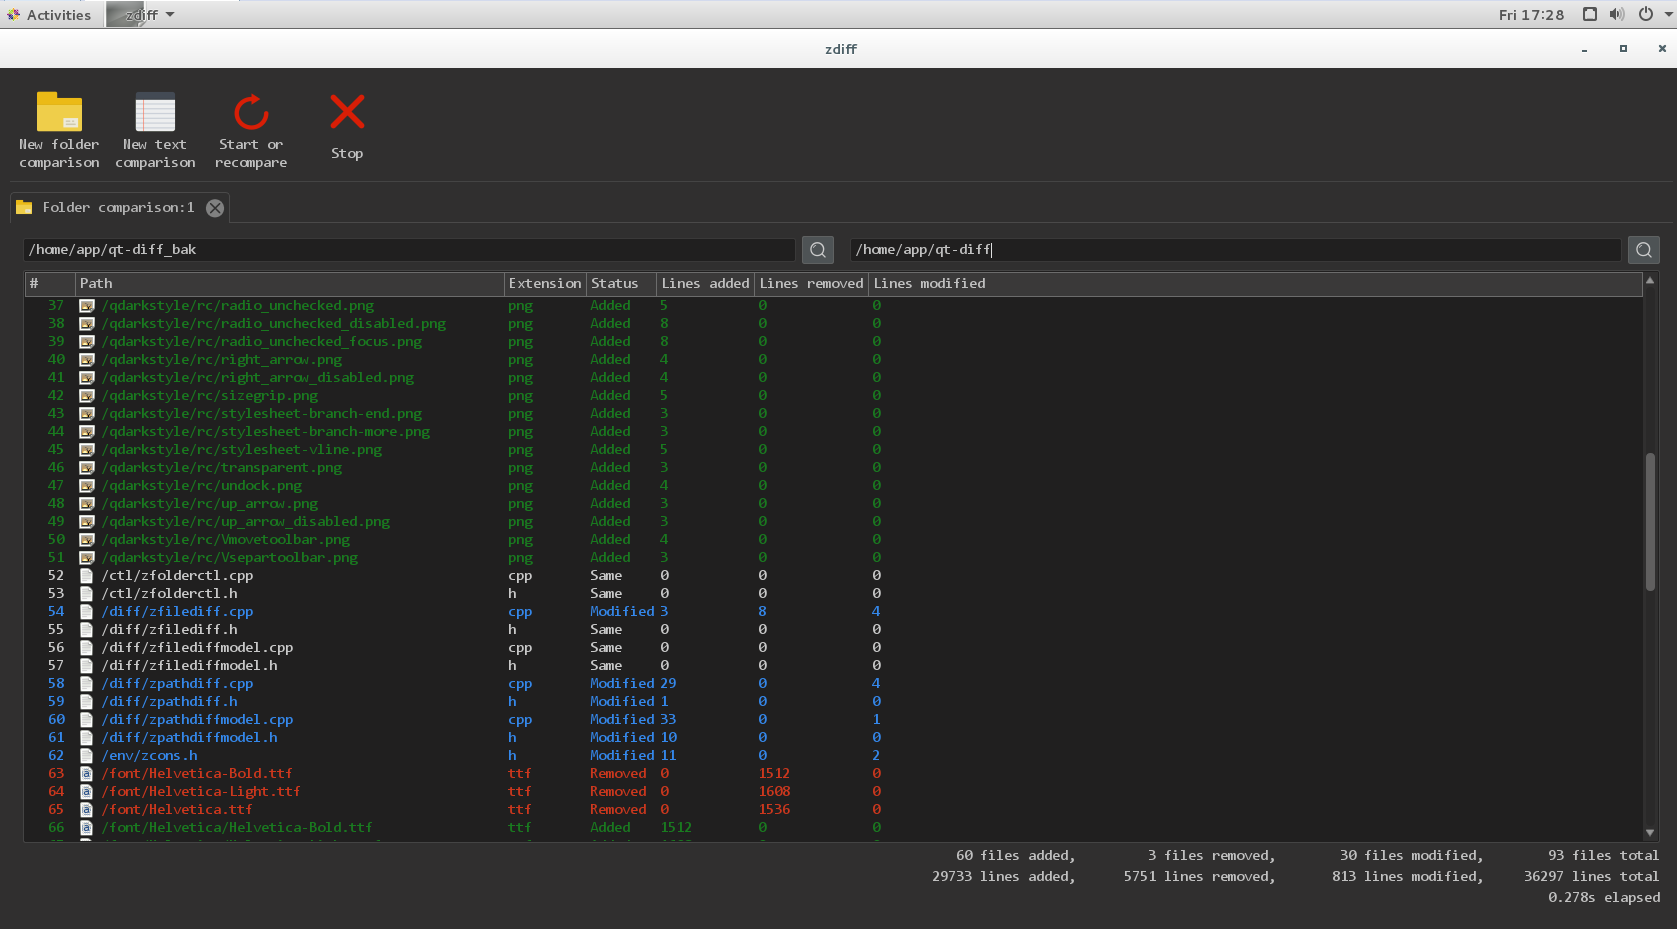 Activities zdiff Fri 17:28
zdiff
New folder comparison
New text comparison
Start or recompare
Stop
Folder comparison:1
/home/app/qt-diff_bak /home/app/qt-diff
# Path Extension Status Lines added Lines removed Lines modified
37 /qdarkstyle/rc/radio_unchecked.png png Added 5 0 0
38 /qdarkstyle/rc/radio_unchecked_disabled.png png Added 8 0 0
39 /qdarkstyle/rc/radio_unchecked_focus.png png Added 8 0 0
40 /qdarkstyle/rc/right_arrow.png png Added 4 0 0
41 /qdarkstyle/rc/right_arrow_disabled.png png Added 4 0 0
42 /qdarkstyle/rc/sizegrip.png png Added 5 0 0
43 /qdarkstyle/rc/stylesheet-branch-end.png png Added 3 0 0
44 /qdarkstyle/rc/stylesheet-branch-more.png png Added 3 0 0
45 /qdarkstyle/rc/stylesheet-vline.png png Added 5 0 0
46 /qdarkstyle/rc/transparent.png png Added 3 0 0
47 /qdarkstyle/rc/undock.png png Added 4 0 0
48 /qdarkstyle/rc/up_arrow.png png Added 3 0 0
49 /qdarkstyle/rc/up_arrow_disabled.png png Added 3 0 0
50 /qdarkstyle/rc/Vmovetoolbar.png png Added 4 0 0
51 /qdarkstyle/rc/Vsepartoolbar.png png Added 3 0 0
52 /ctl/zfolderctl.cpp cpp Same 0 0 0
53 /ctl/zfolderctl.h h Same 0 0 0
54 /diff/zfilediff.cpp cpp Modified 3 8 4
55 /diff/zfilediff.h h Same 0 0 0
56 /diff/zfilediffmodel.cpp cpp Same 0 0 0
57 /diff/zfilediffmodel.h h Same 0 0 0
58 /diff/zpathdiff.cpp cpp Modified 29 0 4
59 /diff/zpathdiff.h h Modified 1 0 0
60 /diff/zpathdiffmodel.cpp cpp Modified 33 0 1
61 /diff/zpathdiffmodel.h h Modified 10 0 0
62 /env/zcons.h h Modified 11 0 2
63 /font/Helvetica-Bold.ttf ttf Removed 0 1512 0
64 /font/Helvetica-Light.ttf ttf Removed 0 1608 0
65 /font/Helvetica.ttf ttf Removed 0 1536 0
66 /font/Helvetica/Helvetica-Bold.ttf ttf Added 1512 0 0
60 files added, 3 files removed, 30 files modified, 93 files total
29733 lines added, 5751 lines removed, 813 lines modified, 36297 lines total
0.278s elapsed